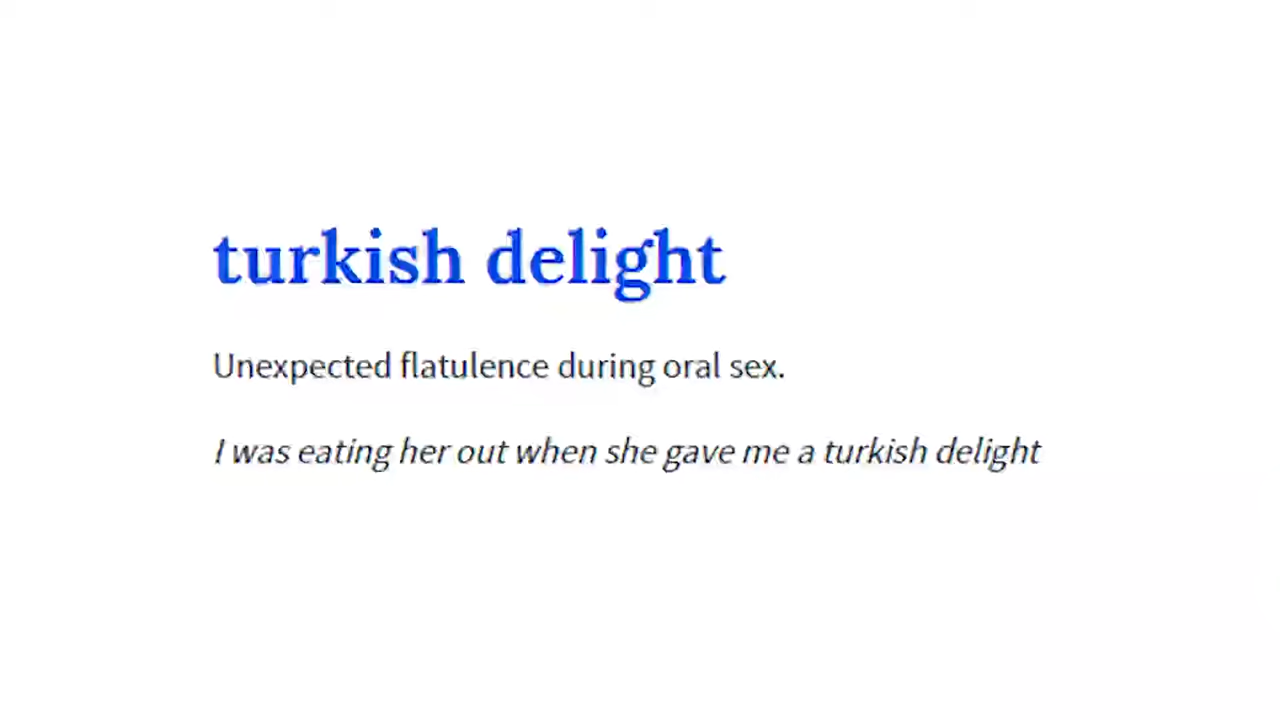 turkish delight
Unexpected flatulence during oral sex.
I was eating her out when she gave me a turkish delight